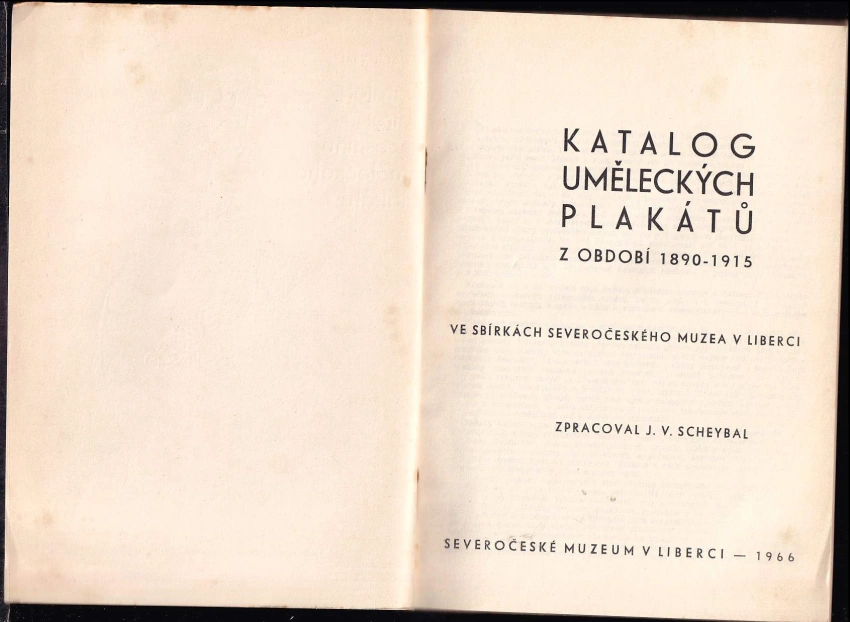 KATALOG
UMĚLECKÝCH
PLAKÁTŮ
Z OBDOBÍ 1890-1915
VE SBÍRKÁCH SEVEROČESKÉHO MUZEA V LIBERCI
ZPRACOVAL J. V. SCHEYBAL
SEVEROČESKÉ MUZEUM V LIBERCI — 1966